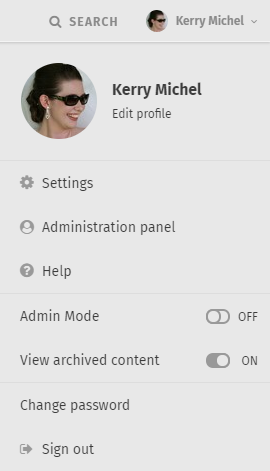 SEARCH
Kerry Michel
Kerry Michel
Edit profile
Settings
Administration panel
Help
Admin Mode OFF
View archived content ON
Change password
Sign out